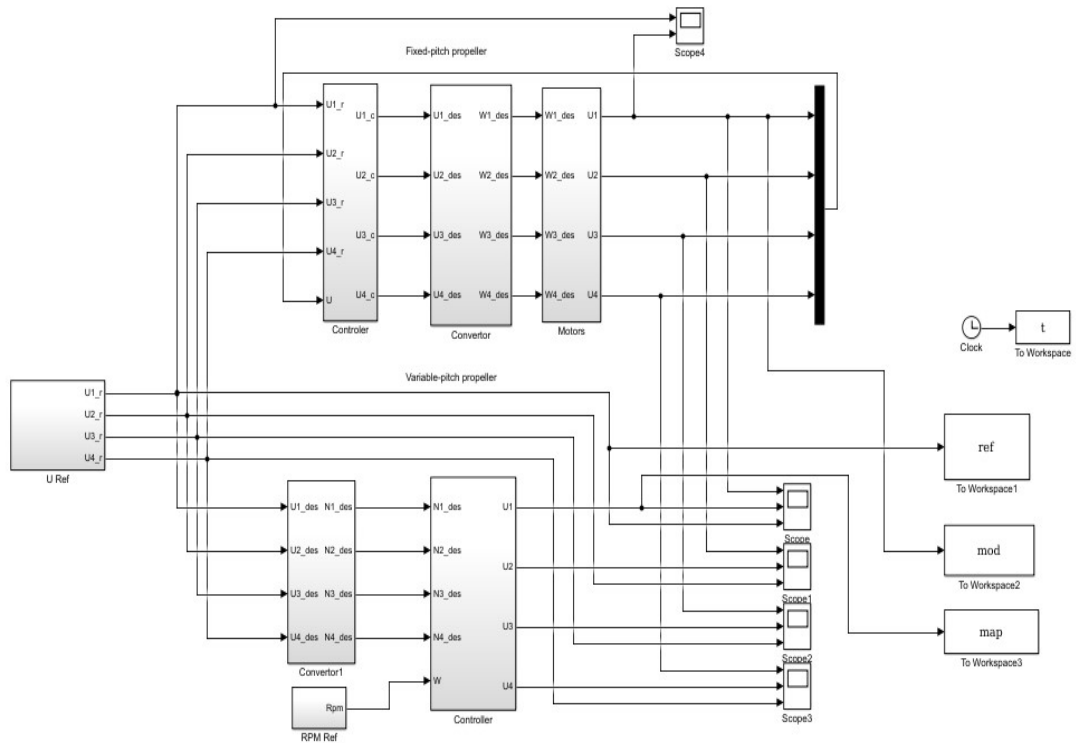 Scope4
Fixed-pitch propeller
U1_r
U2_r
U3_r
U4_r
U
U1_c
U2_c
U3_c
U4_c
Controler
U1_des
U2_des
U3_des
U4_des
W1_des
W2_des
W3_des
W4_des
Convertor
W1_des
W2_des
W3_des
W4_des
U1
U2
U3
U4
Motors
Clock
t
To Workspace
Variable-pitch propeller
U1_r
U2_r
U3_r
U4_r
U Ref
U1_des
U2_des
U3_des
U4_des
N1_des
N2_des
N3_des
N4_des
Convertor1
Rpm
RPM Ref
N1_des
N2_des
N3_des
N4_des
W
U1
U2
U3
U4
Controller
Scope
Scope1
Scope2
Scope3
ref
To Workspace1
mod
To Workspace2
map
To Workspace3